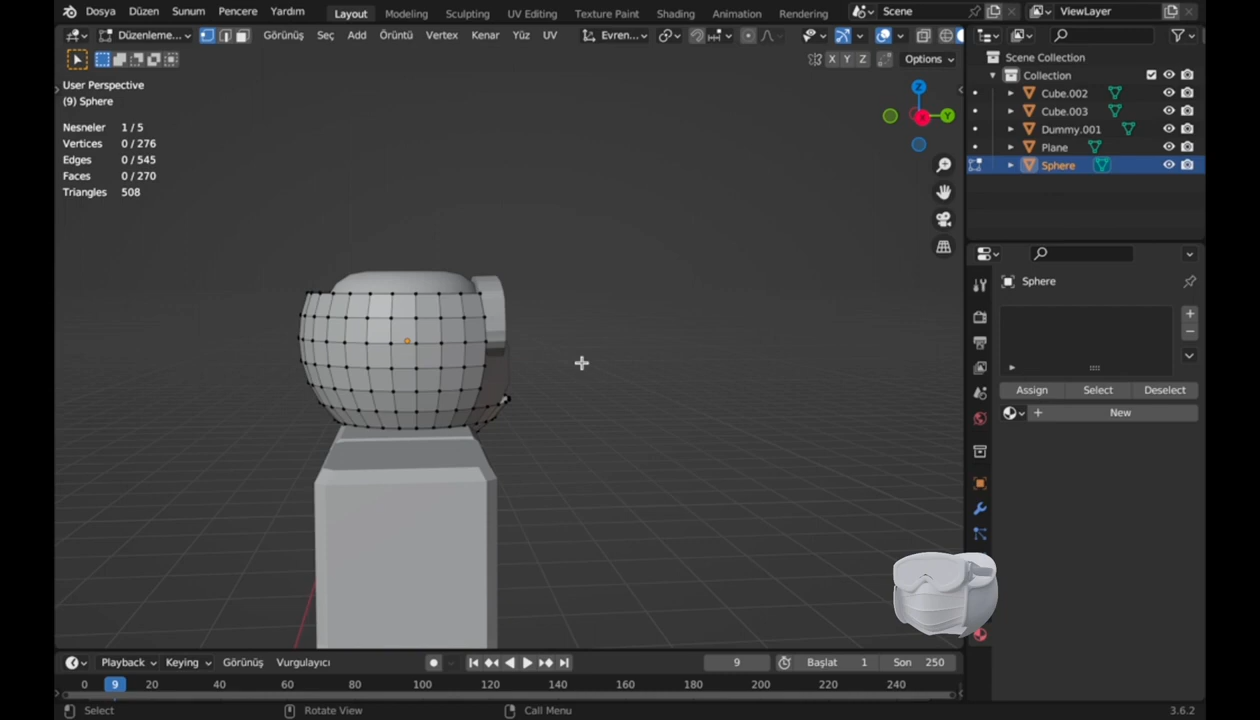 Dosya Düzen Sunum Pencere Yardım Layout Modeling Sculpting UV Editing Texture Paint Shading Animation Rendering Scene ViewLayer
Düzenleme... Görünüş Seç Add Örüntü Vertex Kenar Yüz UV Evren...
X Y Z Options
User Perspective
(9) Sphere
Nesneler 1 / 5
Vertices 0 / 276
Edges 0 / 545
Faces 0 / 270
Triangles 508
Z
X
Y
Scene Collection
Collection
Cube.002
Cube.003
Dummy.001
Plane
Sphere
Sphere
Assign Select Deselect
New
Playback Keying Görünüş Vurgulayıcı 9 Başlat 1 Son 250
0 9 20 40 60 80 100 120 140 160 180 200 220 240
Select Rotate View Call Menu 3.6.2